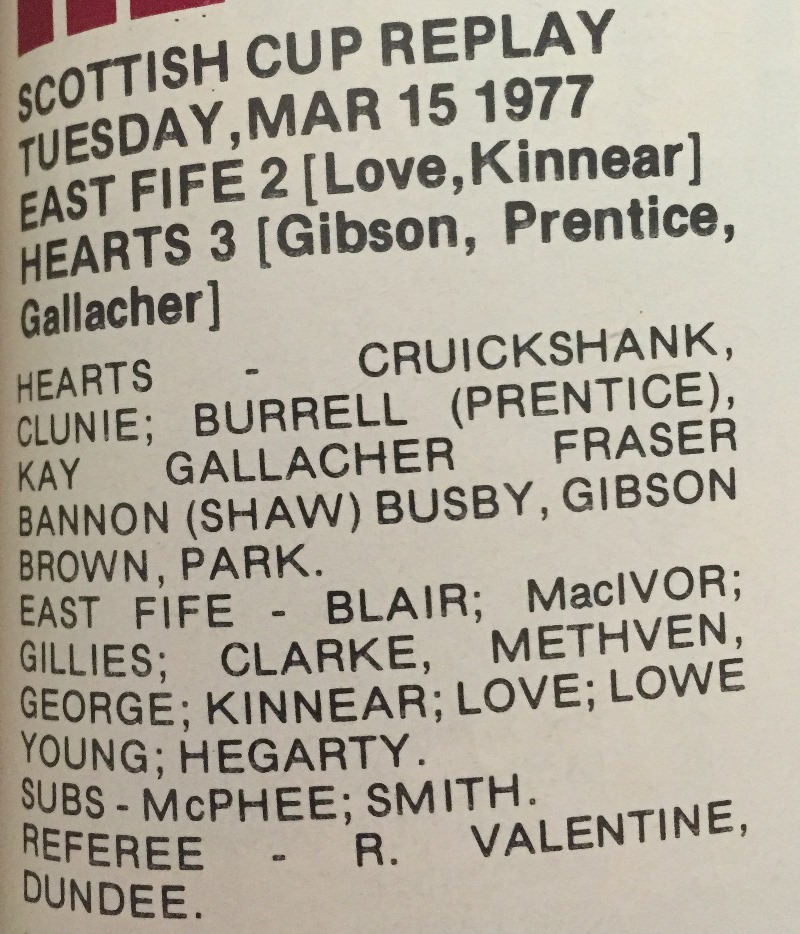 SCOTTISH CUP REPLAY
TUESDAY, MAR 15 1977
EAST FIFE 2 [Love, Kinnear]
HEARTS 3 [Gibson, Prentice,
Gallacher]
HEARTS - CRUICKSHANK,
CLUNIE; BURRELL (PRENTICE),
KAY GALLACHER FRASER
BANNON (SHAW) BUSBY, GIBSON
BROWN, PARK.
EAST FIFE - BLAIR; MacIVOR;
GILLIES; CLARKE, METHVEN,
GEORGE; KINNEAR; LOVE; LOWE
YOUNG; HEGARTY.
SUBS - McPHEE; SMITH.
REFEREE - R. VALENTINE,
DUNDEE.